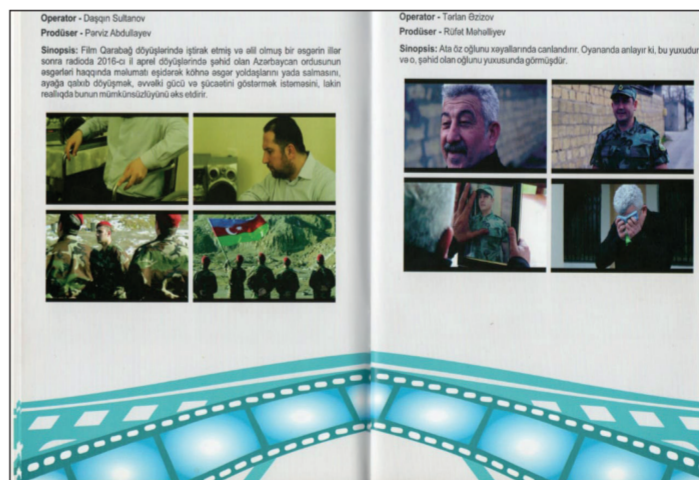 Operator - Daşqın Sultanov
Prodüser - Pərviz Abdullayev
Sinopsis: Film Qarabağ döyüşlərində iştirak etmiş və əlil olmuş bir əsgərin illər
sonra radioda 2016-cı il aprel döyüşlərində şəhid olan Azərbaycan ordusunun
əsgərləri haqqında məlumatı eşidərək köhnə əsgər yoldaşlarını yada salmasını,
ayağa qalxıb döyüşmək, əvvəlki gücü və şücaətini göstərmək istəməsini, lakin
reallıqda bunun mümkünsüzlüyünü əks etdirir.
Operator - Tərlan Əzizov
Prodüser - Rüfət Məhəlliyev
Sinopsis: Ata öz oğlunu xəyallarında canlandırır. Oyananda anlayır ki, bu yuxudur
və o, şəhid olan oğlunu yuxusunda görmüşdür.